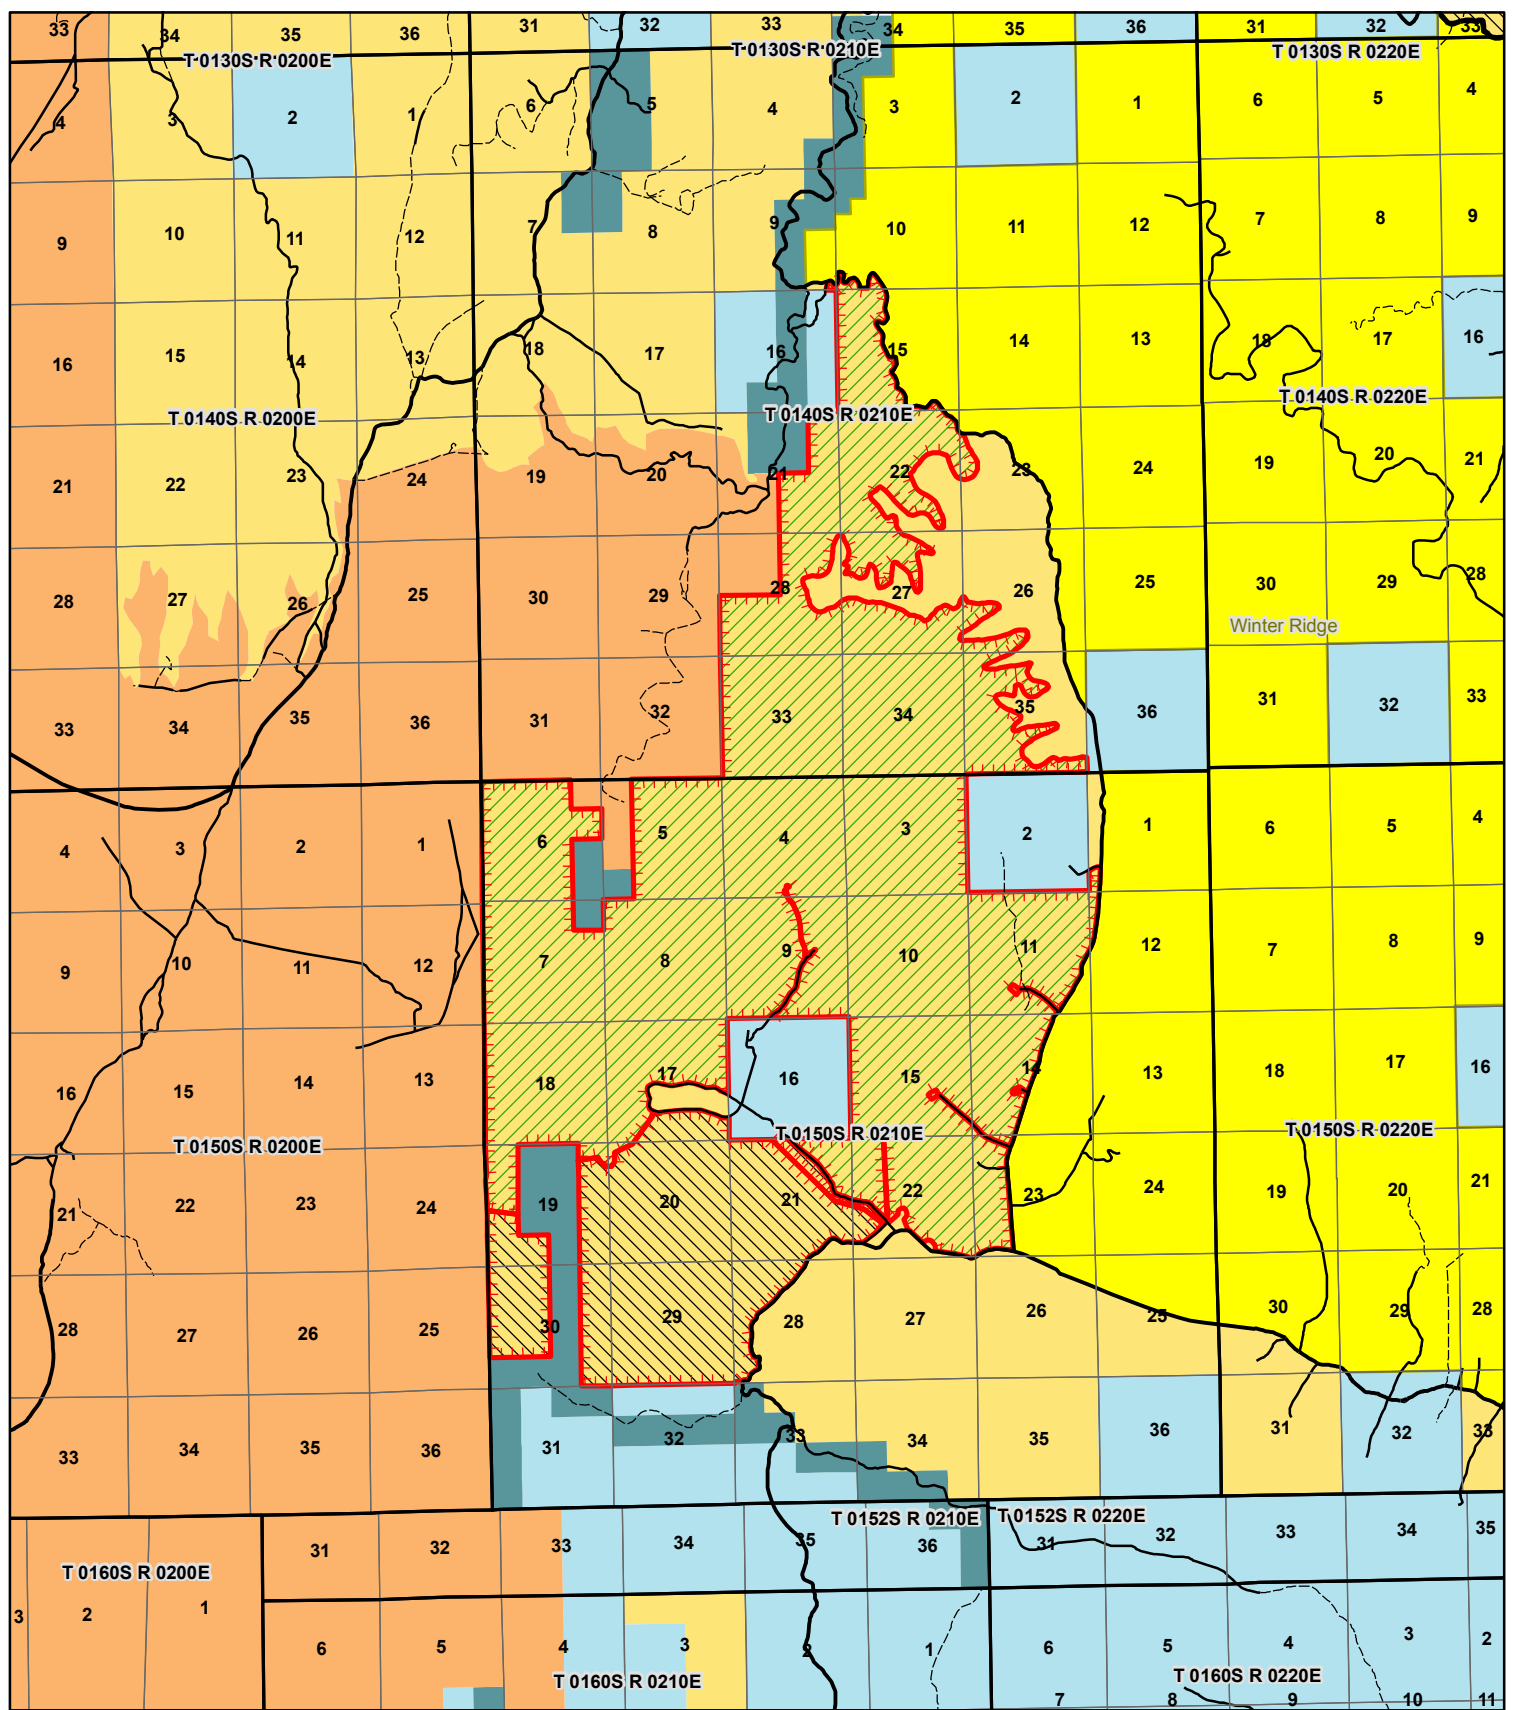 33 34 35 36 31 32 33 34 35 36 31 32 33
T 0130S R 0200E T 0130S R 0210E T 0130S R 0220E
4 3 2 1 6 5 4 3 2 1 6 5 4
9 10 11 12 7 8 9 10 11 12 7 8 9
16 15 14 13 18 17 16 15 14 13 18 17 16
T 0140S R 0200E T 0140S R 0210E T 0140S R 0220E
21 22 23 24 19 20 21 22 23 24 19 20 21
28 27 26 25 30 29 28 27 26 25 30 29 28
Winter Ridge
33 34 35 36 31 32 33 34 35 36 31 32 33
4 3 2 1 6 5 4 3 2 1 6 5 4
9 10 11 12 7 8 9 10 11 12 7 8 9
16 15 14 13 18 17 16 15 14 13 18 17 16
T 0150S R 0200E T 0150S R 0210E T 0150S R 0220E
21 22 23 24 19 20 21 22 23 24 19 20 21
28 27 26 25 30 29 28 27 26 25 30 29 28
33 34 35 36 31 32 33 34 35 36 31 32 33
T 0152S R 0210E T 0152S R 0220E
31 32 33 34 35 36 31 32 33 34 35
T 0160S R 0200E
3 2 1 6 5 4 3 2 1 6 5 4 3 2
T 0160S R 0210E T 0160S R 0220E
7 8 9 10 11